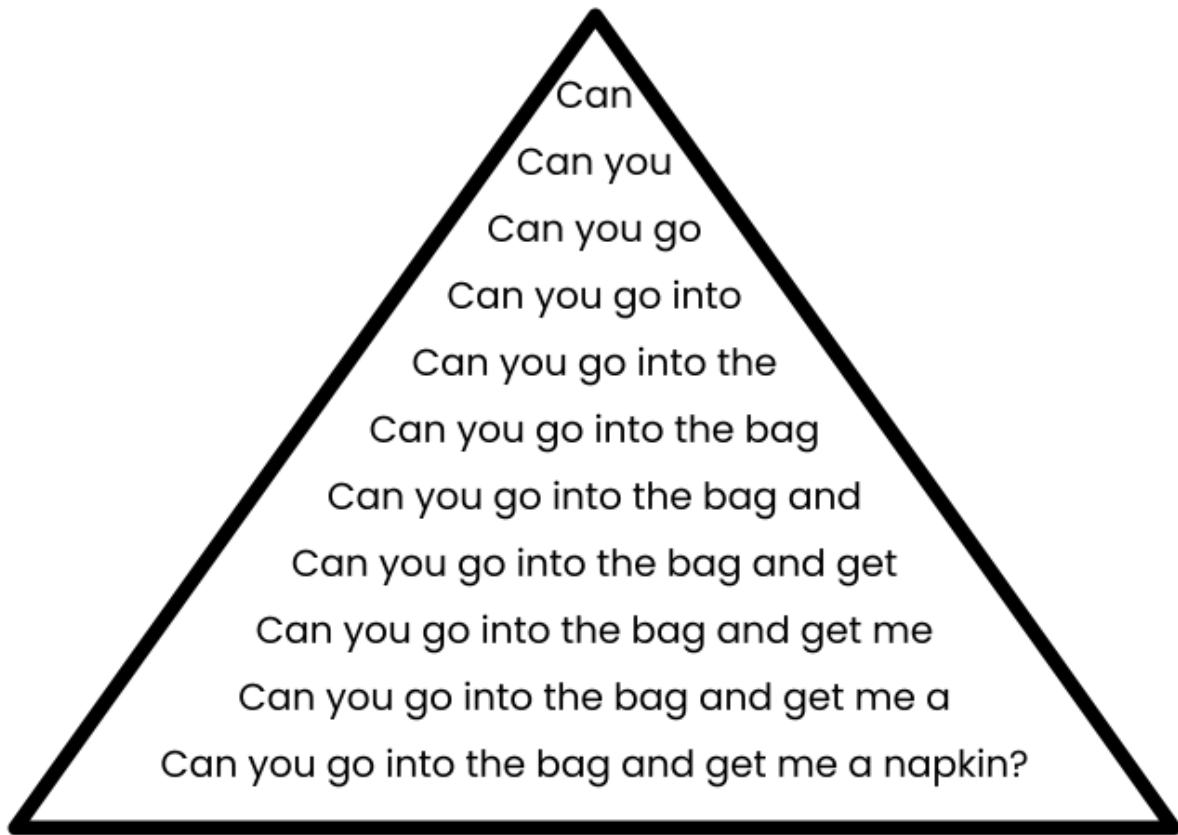 Can
Can you
Can you go
Can you go into
Can you go into the
Can you go into the bag
Can you go into the bag and
Can you go into the bag and get
Can you go into the bag and get me
Can you go into the bag and get me a
Can you go into the bag and get me a napkin?